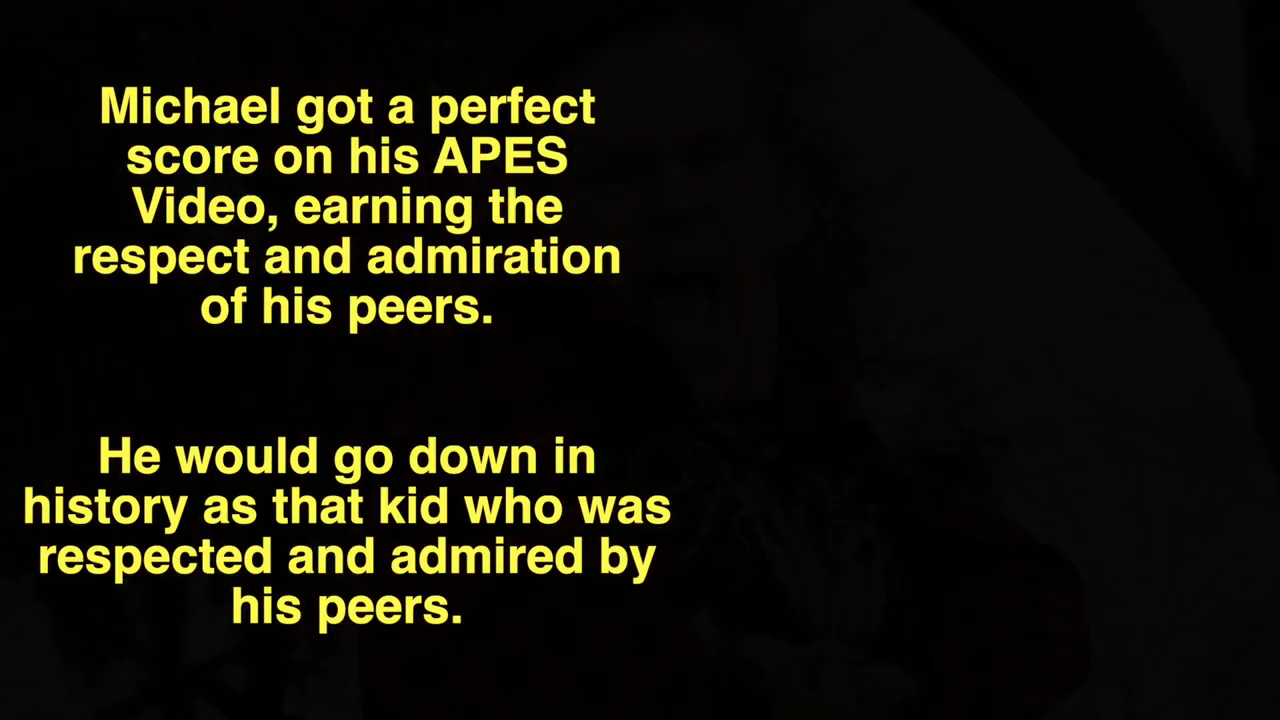 Michael got a perfect
score on his APES
Video, earning the
respect and admiration
of his peers.
He would go down in
history as that kid who was
respected and admired by
his peers.